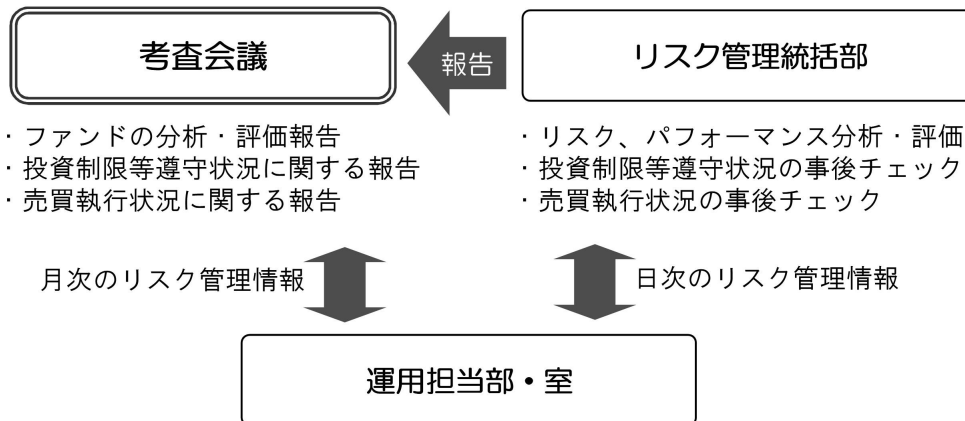 考査会議
報告
リスク管理統括部
・ファンドの分析・評価報告
・投資制限等遵守状況に関する報告
・売買執行状況に関する報告
・リスク、パフォーマンス分析・評価
・投資制限等遵守状況の事後チェック
・売買執行状況の事後チェック
月次のリスク管理情報
日次のリスク管理情報
運用担当部・室